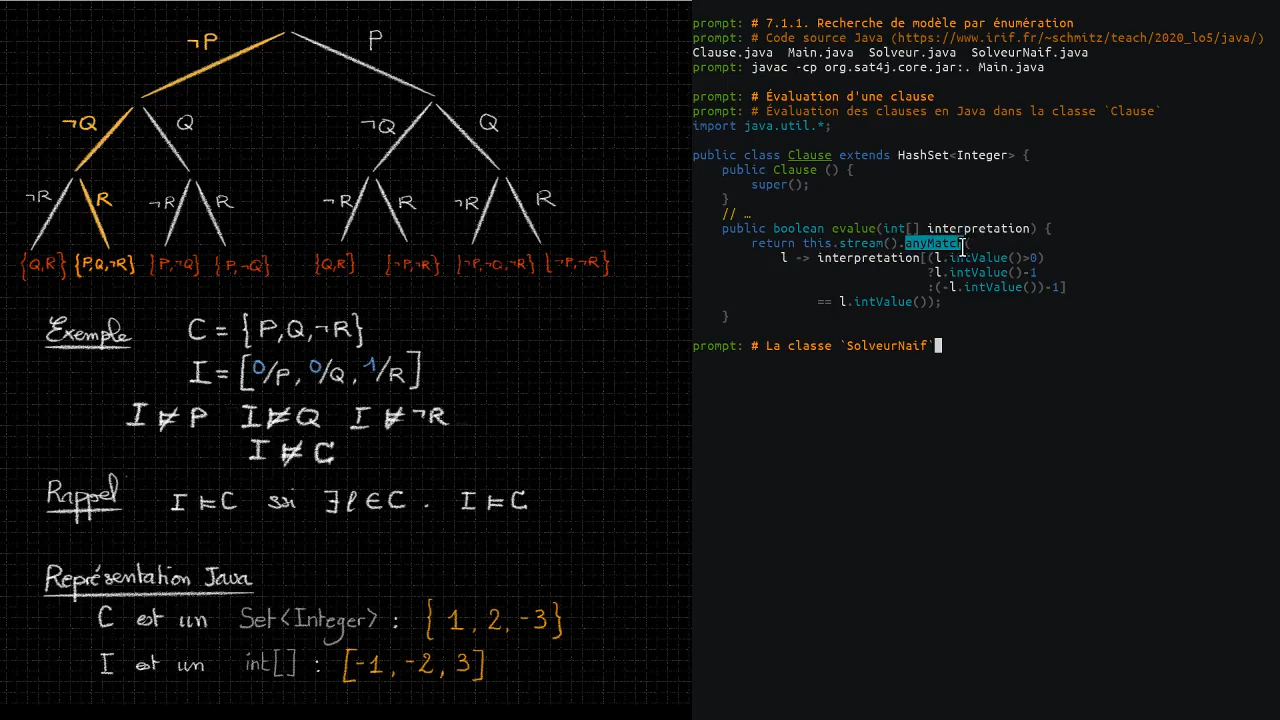 ¬P P
¬Q Q ¬Q Q
¬R R ¬R R ¬R R ¬R R
{Q,R} {P,Q,¬R} {P,¬Q} {P,¬Q} {Q,R} {¬P,¬R} {¬P,¬Q,¬R} {¬P,¬R}
Exemple C = {P,Q,¬R}
I = [0/P, 0/Q, 1/R]
I ⊭ P I ⊭ Q I ⊭ ¬R
I ⊭ C
Rappel I ⊨ C ssi ∃ℓ ∈ C . I ⊨ C
Représentation Java
C est un Set<Integer> : {1, 2, -3}
I est un int[] : [-1, -2, 3]
prompt: # 7.1.1. Recherche de modèle par énumération
prompt: # Code source Java (https://www.irif.fr/~schmitz/teach/2020_lo5/java/)
Clause.java Main.java Solveur.java SolveurNaif.java
prompt: javac -cp org.sat4j.core.jar:. Main.java
prompt: # Évaluation d'une clause
prompt: # Évaluation des clauses en Java dans la classe `Clause`
import java.util.*;
public class Clause extends HashSet<Integer> {
public Clause () {
super();
}
// …
public boolean evalue(int[] interpretation) {
return this.stream().anyMatch(
l -> interpretation[(l.intValue()>0)
?l.intValue()-1
:(-l.intValue())-1]
== l.intValue());
}
prompt: # La classe `SolveurNaif`